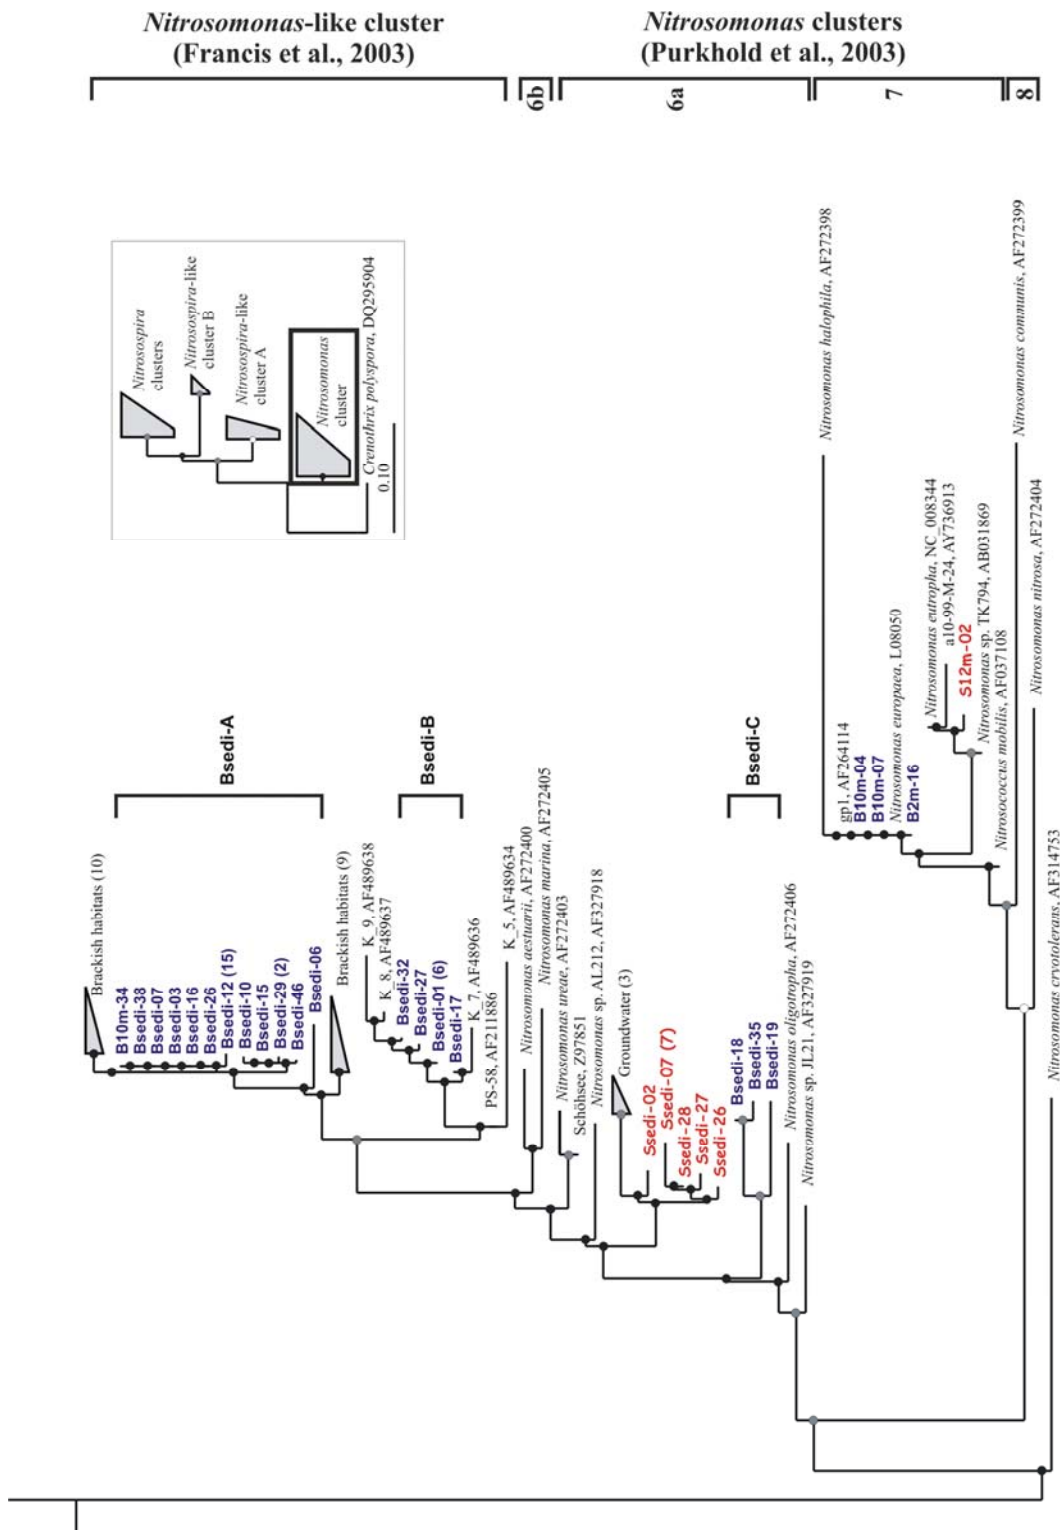 Nitrosomonas-like cluster
(Francis et al., 2003)
Nitrosomonas clusters
(Purkhold et al., 2003)
6b
6a
7
8
Nitrosospira
clusters
Nitrosospira-like
cluster B
Nitrosospira-like
cluster A
Nitrosomonas
cluster
Crenothrix polyspora, DQ295904
0.10
Bsedi-A
Bsedi-B
Bsedi-C
Brackish habitats (10)
B10m-34
Bsedi-38
Bsedi-07
Bsedi-03
Bsedi-16
Bsedi-26
Bsedi-12 (15)
Bsedi-10
Bsedi-15
Bsedi-29 (2)
Bsedi-46
Bsedi-06
Brackish habitats (9)
K_9, AF489638
K_8, AF489637
Bsedi-32
Bsedi-27
Bsedi-01 (6)
Bsedi-17
K_7, AF489636
PS-58, AF211886
K_5, AF489634
Nitrosomonas aestuarii, AF272400
Nitrosomonas marina, AF272405
Nitrosomonas ureae, AF272403
Schöhsee, Z97851
Nitrosomonas sp. AL212, AF327918
Groundwater (3)
Ssedi-02
Ssedi-07 (7)
Ssedi-28
Ssedi-27
Ssedi-26
Bsedi-18
Bsedi-35
Bsedi-19
Nitrosomonas oligotropha, AF272406
Nitrosomonas sp. JL21, AF327919
Nitrosomonas halophila, AF272398
gp1, AF264114
B10m-04
B10m-07
Nitrosomonas europaea, L08050
B2m-16
Nitrosomonas eutropha, NC_008344
a10-99-M-24, AY736913
S12m-02
Nitrosomonas sp. TK794, AB031869
Nitrosococcus mobilis, AF037108
Nitrosomonas communis, AF272399
Nitrosomonas nitrosa, AF272404
Nitrosomonas cryotolerans, AF314753